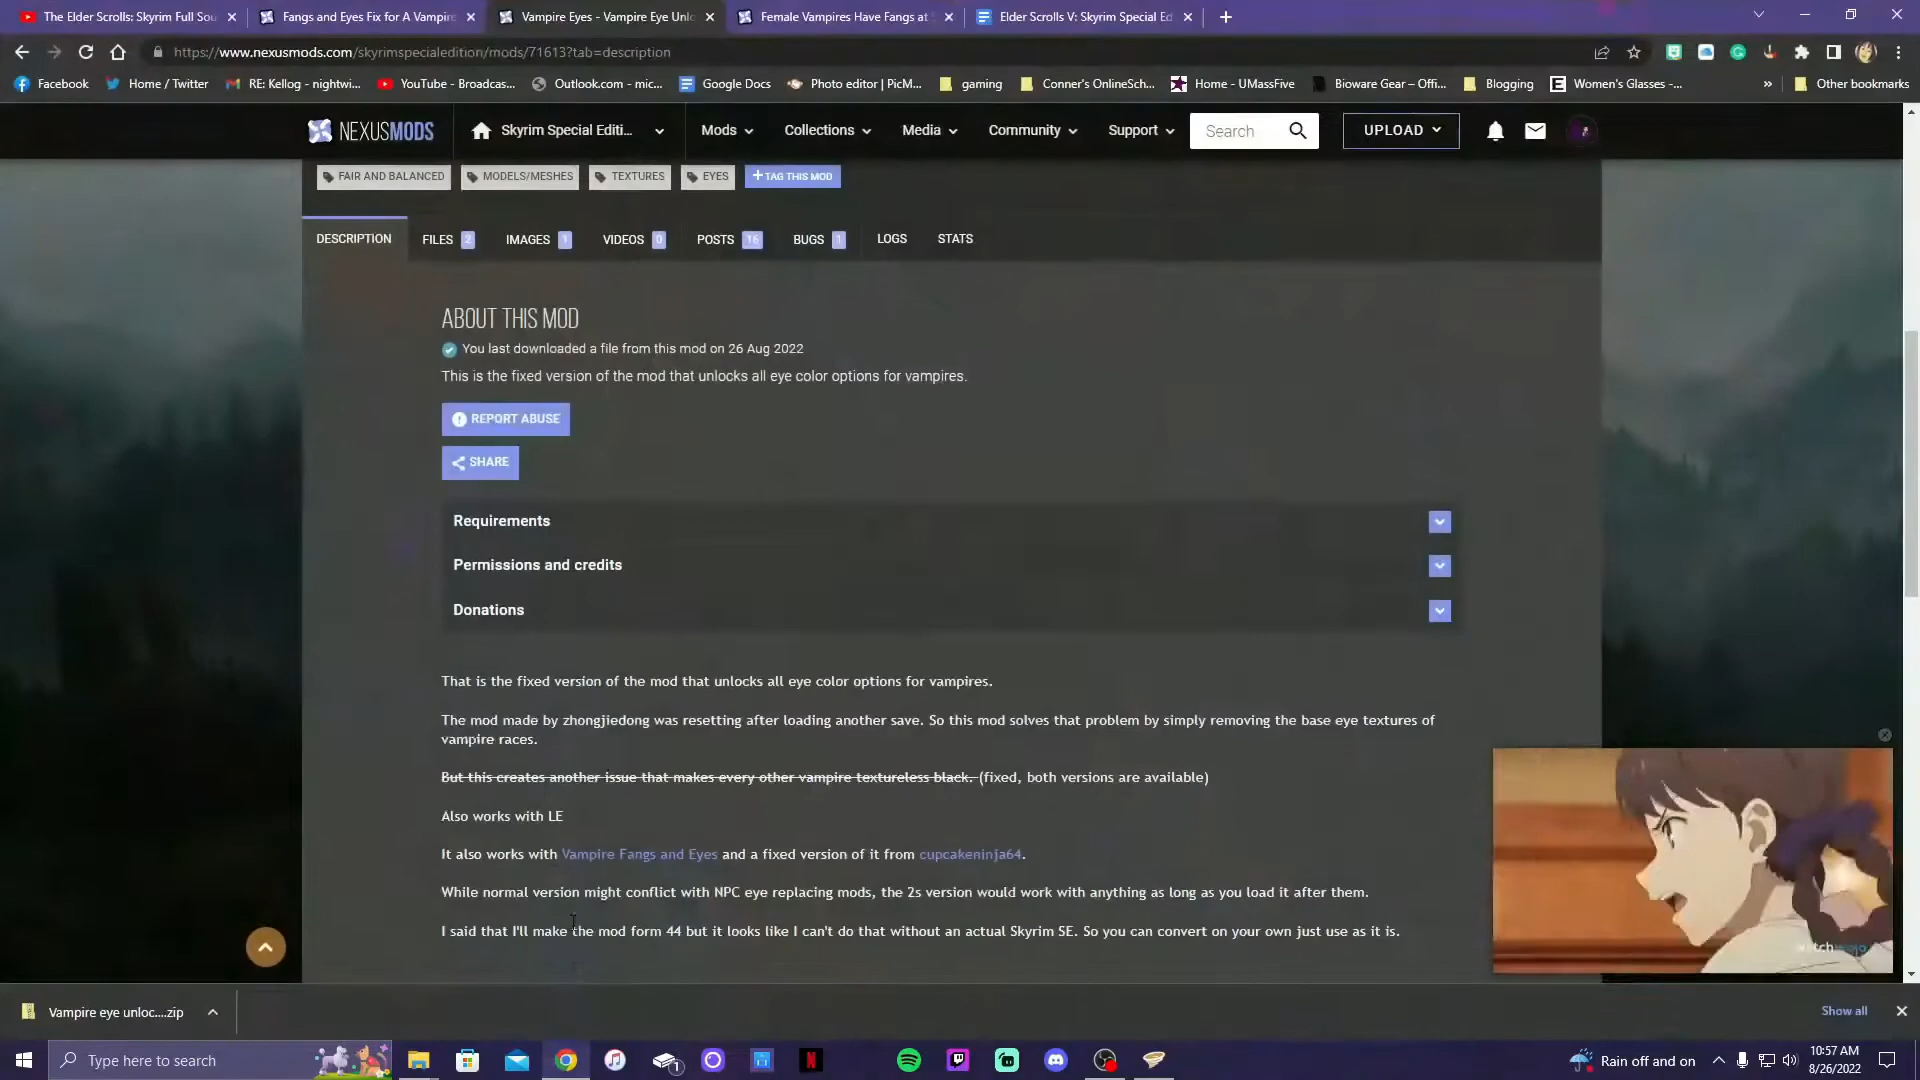 The Elder Scrolls: Skyrim Full Sou
Fangs and Eyes Fix for A Vampire
Vampire Eyes - Vampire Eye Unlo
Female Vampires Have Fangs at
Elder Scrolls V: Skyrim Special Ed
https://www.nexusmods.com/skyrimspecialedition/mods/71613?tab=description
Facebook
Home / Twitter
RE: Kellog - nightwi...
YouTube - Broadcas...
Outlook.com - mic...
Google Docs
Photo editor | PicM...
gaming
Conner's OnlineSch...
Home - UMassFive
Bioware Gear – Offi...
Blogging
Women's Glasses -...
»
Other bookmarks
NEXUSMODS
Skyrim Special Editi...
Mods
Collections
Media
Community
Support
Search
UPLOAD
FAIR AND BALANCED
MODELS/MESHES
TEXTURES
EYES
+TAG THIS MOD
DESCRIPTION
FILES 2
IMAGES 1
VIDEOS 0
POSTS 16
BUGS 1
LOGS
STATS
ABOUT THIS MOD
You last downloaded a file from this mod on 26 Aug 2022
This is the fixed version of the mod that unlocks all eye color options for vampires.
REPORT ABUSE
SHARE
Requirements
Permissions and credits
Donations
That is the fixed version of the mod that unlocks all eye color options for vampires.
The mod made by zhongjiedong was resetting after loading another save. So this mod solves that problem by simply removing the base eye textures of
vampire races.
But this creates another issue that makes every other vampire textureless black. (fixed, both versions are available)
Also works with LE
It also works with Vampire Fangs and Eyes and a fixed version of it from cupcakeninja64.
While normal version might conflict with NPC eye replacing mods, the 2s version would work with anything as long as you load it after them.
I said that I'll make the mod form 44 but it looks like I can't do that without an actual Skyrim SE. So you can convert on your own just use as it is.
Vampire eye unloc....zip
Show all
Type here to search
1
Rain off and on
10:57 AM
8/26/2022